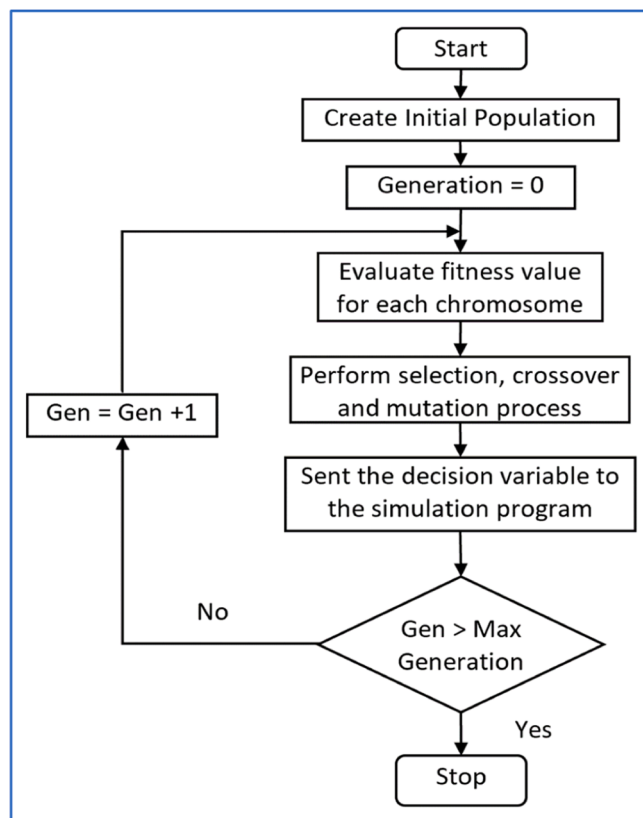 Start
Create Initial Population
Generation = 0
Evaluate fitness value
for each chromosome
Perform selection, crossover
and mutation process
Gen = Gen +1
Sent the decision variable to
the simulation program
No
Gen > Max
Generation
Yes
Stop